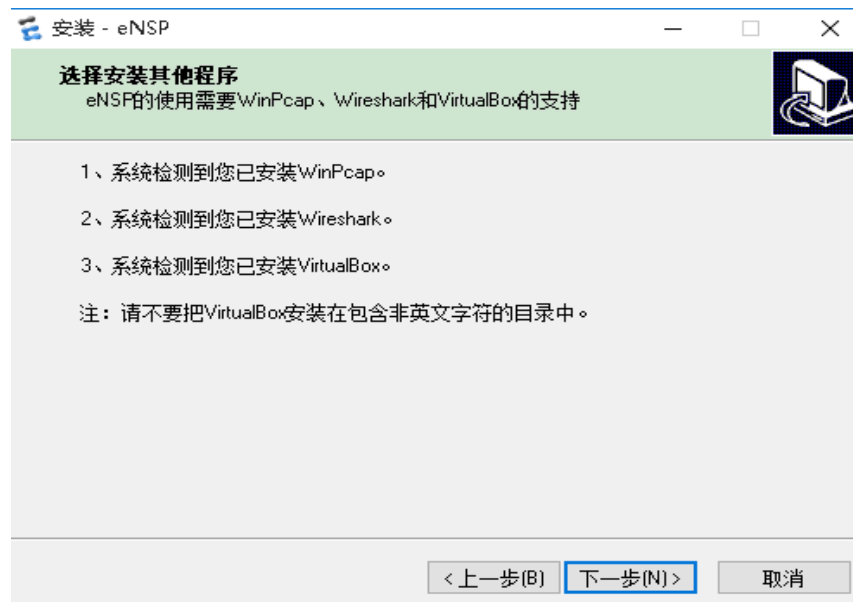 安装 - eNSP
选择安装其他程序
eNSP的使用需要WinPcap、Wireshark和VirtualBox的支持
1、系统检测到您已安装WinPcap。
2、系统检测到您已安装Wireshark。
3、系统检测到您已安装VirtualBox。
注：请不要把VirtualBox安装在包含非英文字符的目录中。
<上一步(B) 下一步(N)> 取消